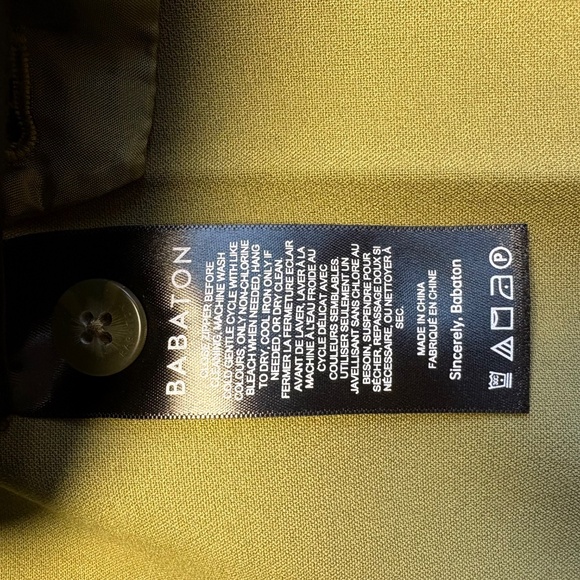 BABATON
CLOSE ZIPPER BEFORE
CLEANING, MACHINE WASH
COLD GENTLE CYCLE WITH LIKE
COLOURS, ONLY NON-CHLORINE
BLEACH WHEN NEEDED, HANG
TO DRY, COOL IRON ONLY IF
NEEDED, OR DRY CLEAN.
FERMER LA FERMETURE ECLAIR
AVANT DE LAVER, LAVER À LA
MACHINE, À L'EAU FROIDE AU
CYCLE DÉLICAT AVEC
COULEURS SEMBLABLES.
UTILISER SEULEMENT UN
JAVELLISANT SANS CHLORE AU
BESOIN, SUSPENDRE POUR
SÉCHER, REPASSAGE DOUX SI
NÉCESSAIRE, OU NETTOYER À
SEC.
MADE IN CHINA
FABRIQUÉ EN CHINE
Sincerely, Babaton
P